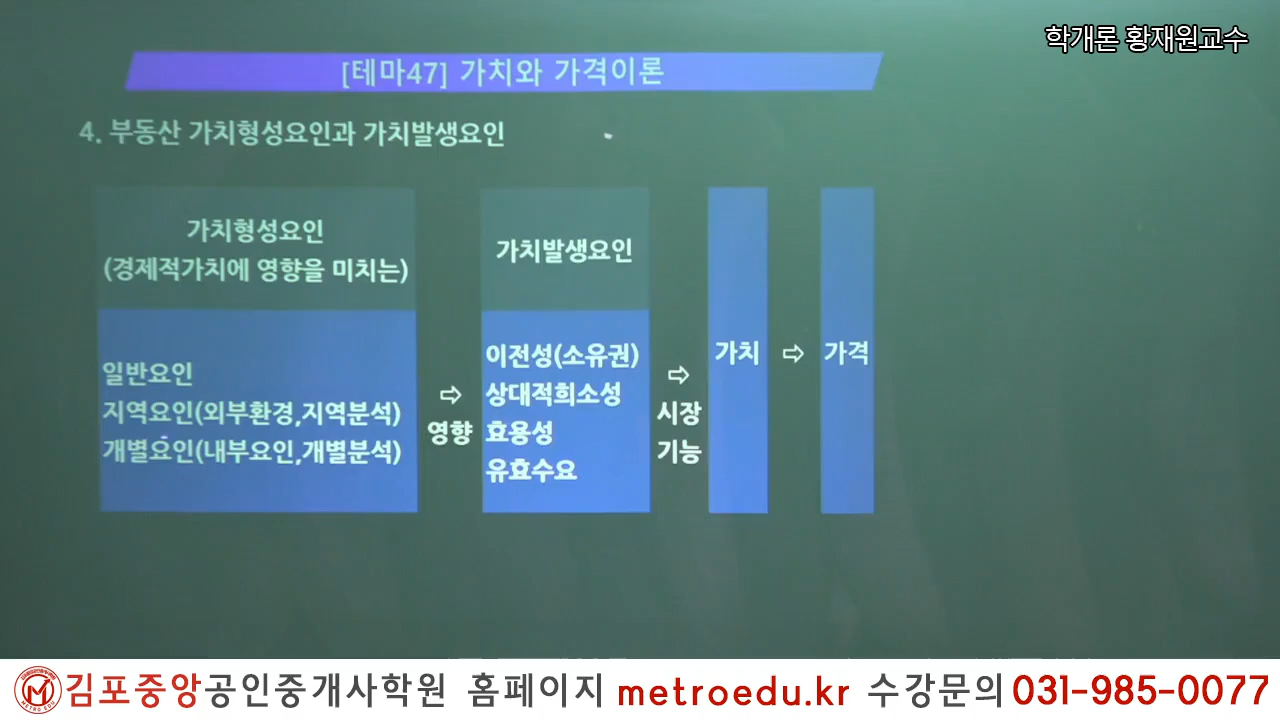 학개론 황재원교수
[테마47] 가치와 가격이론
4. 부동산 가치형성요인과 가치발생요인
가치형성요인
(경제적가치에 영향을 미치는)
가치발생요인
일반요인
지역요인(외부환경,지역분석)
개별요인(내부요인,개별분석)
⇨
영향
이전성(소유권)
상대적희소성
효용성
유효수요
⇨
시장
기능
가치
⇨
가격
김포중앙공인중개사학원 홈페이지 metroedu.kr 수강문의 031-985-0077
METRO EDU